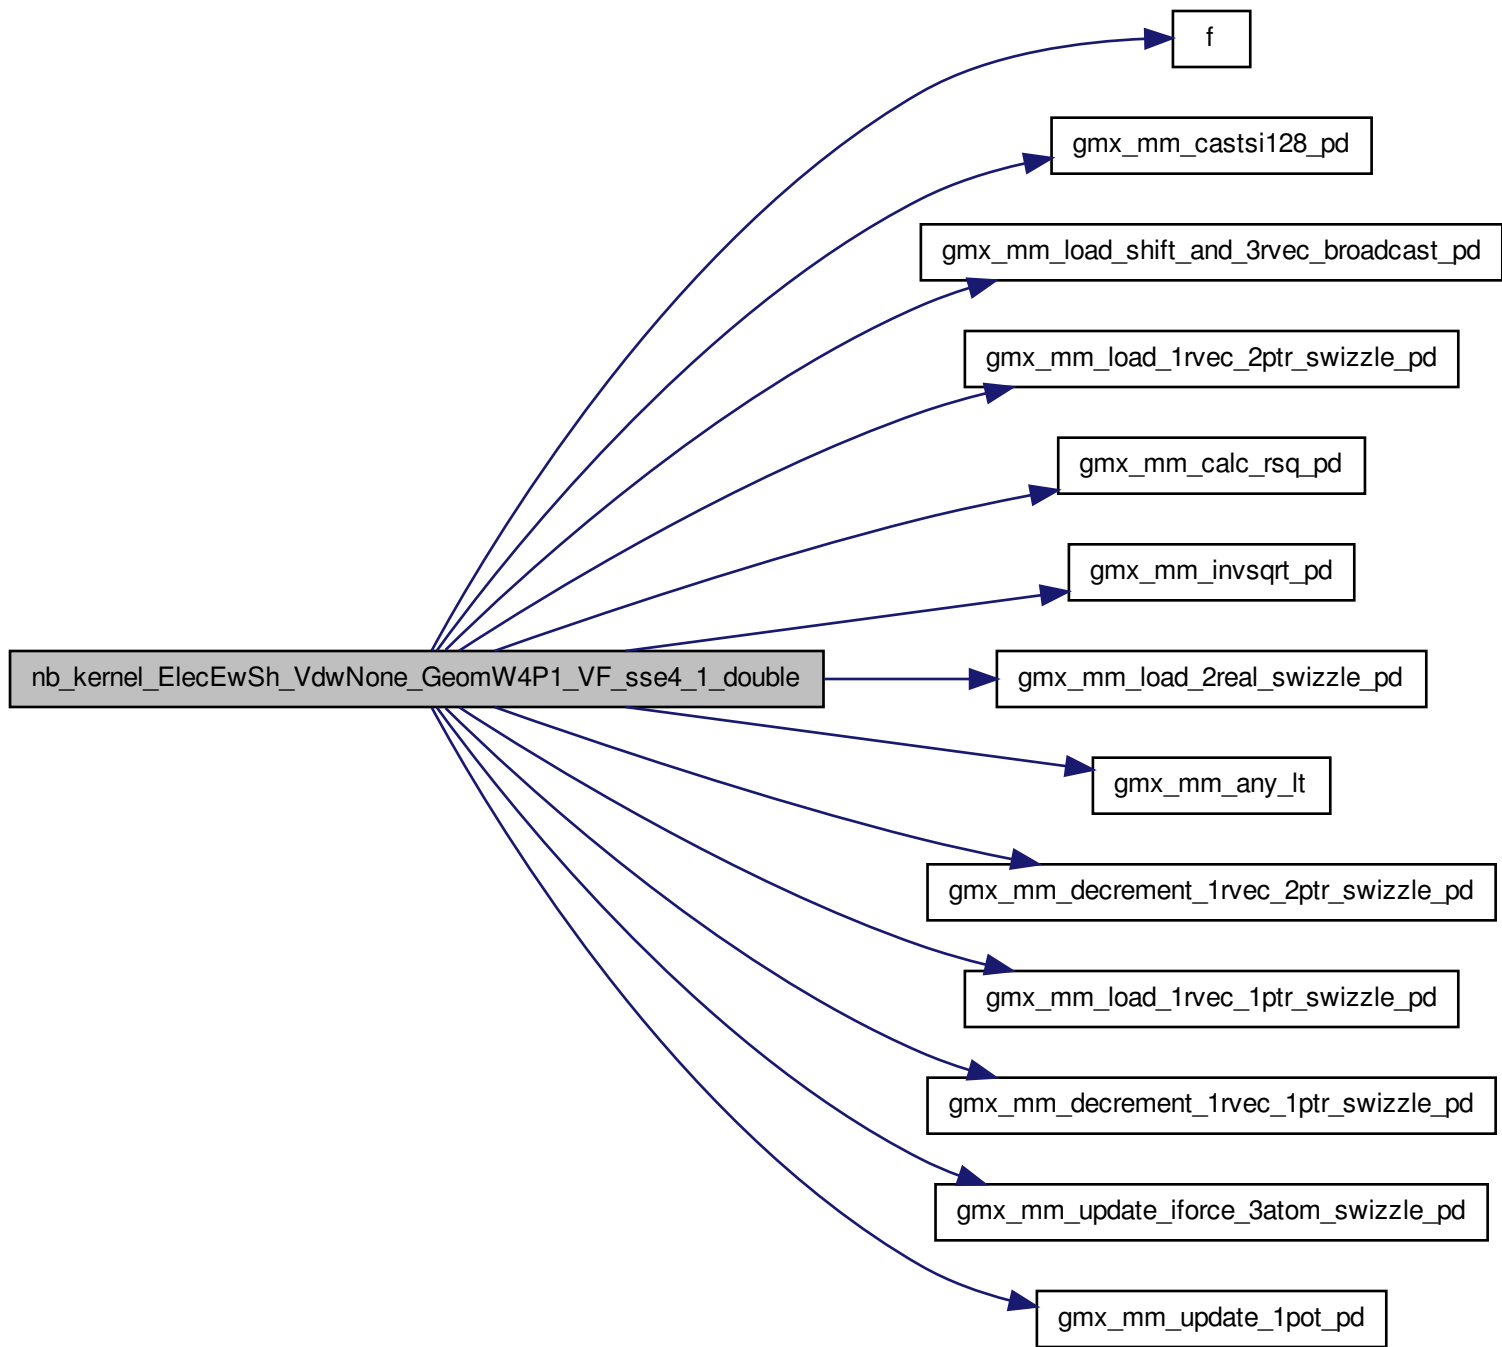 f
gmx_mm_castsi128_pd
gmx_mm_load_shift_and_3rvec_broadcast_pd
gmx_mm_load_1rvec_2ptr_swizzle_pd
gmx_mm_calc_rsq_pd
gmx_mm_invsqrt_pd
nb_kernel_ElecEwSh_VdwNone_GeomW4P1_VF_sse4_1_double
gmx_mm_load_2real_swizzle_pd
gmx_mm_any_lt
gmx_mm_decrement_1rvec_2ptr_swizzle_pd
gmx_mm_load_1rvec_1ptr_swizzle_pd
gmx_mm_decrement_1rvec_1ptr_swizzle_pd
gmx_mm_update_iforce_3atom_swizzle_pd
gmx_mm_update_1pot_pd